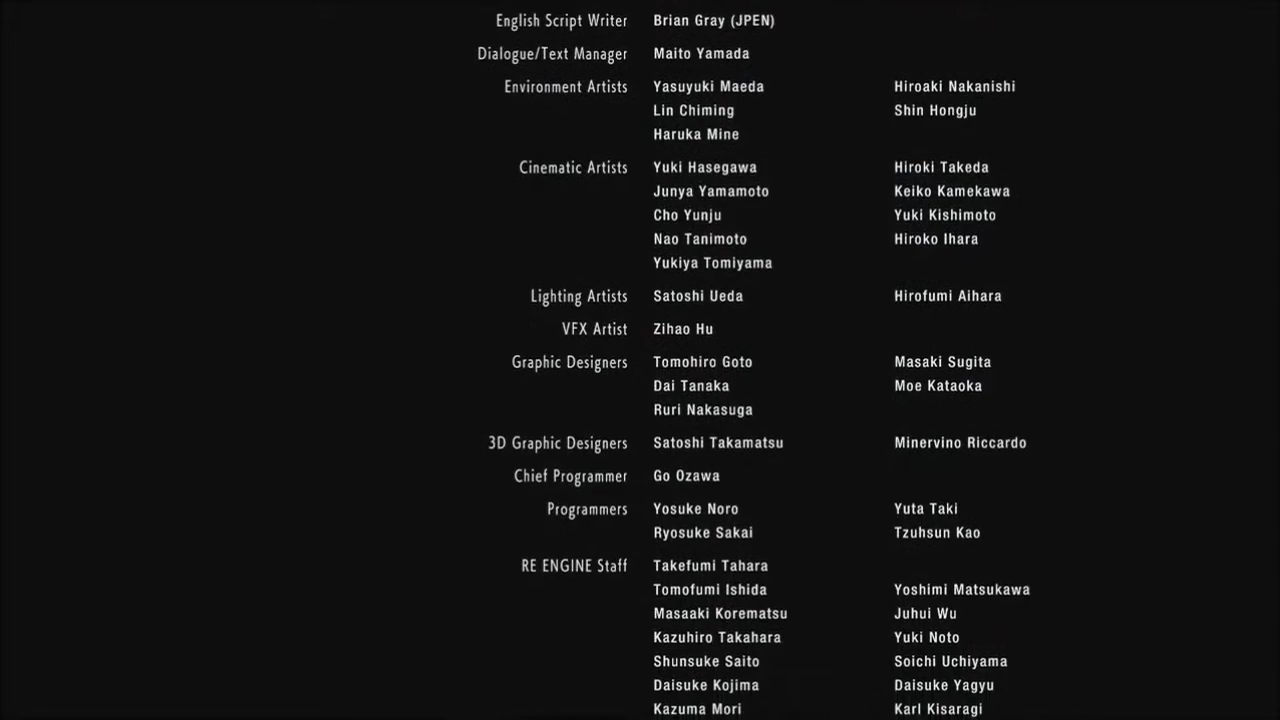 English Script Writer Brian Gray (JPEN)
Dialogue/Text Manager Maito Yamada
Environment Artists Yasuyuki Maeda Hiroaki Nakanishi
Lin Chiming Shin Hongju
Haruka Mine
Cinematic Artists Yuki Hasegawa Hiroki Takeda
Junya Yamamoto Keiko Kamekawa
Cho Yunju Yuki Kishimoto
Nao Tanimoto Hiroko Ihara
Yukiya Tomiyama
Lighting Artists Satoshi Ueda Hirofumi Aihara
VFX Artist Zihao Hu
Graphic Designers Tomohiro Goto Masaki Sugita
Dai Tanaka Moe Kataoka
Ruri Nakasuga
3D Graphic Designers Satoshi Takamatsu Minervino Riccardo
Chief Programmer Go Ozawa
Programmers Yosuke Noro Yuta Taki
Ryosuke Sakai Tzuhsun Kao
RE ENGINE Staff Takefumi Tahara
Tomofumi Ishida Yoshimi Matsukawa
Masaaki Korematsu Juhui Wu
Kazuhiro Takahara Yuki Noto
Shunsuke Saito Soichi Uchiyama
Daisuke Kojima Daisuke Yagyu
Kazuma Mori Karl Kisaragi